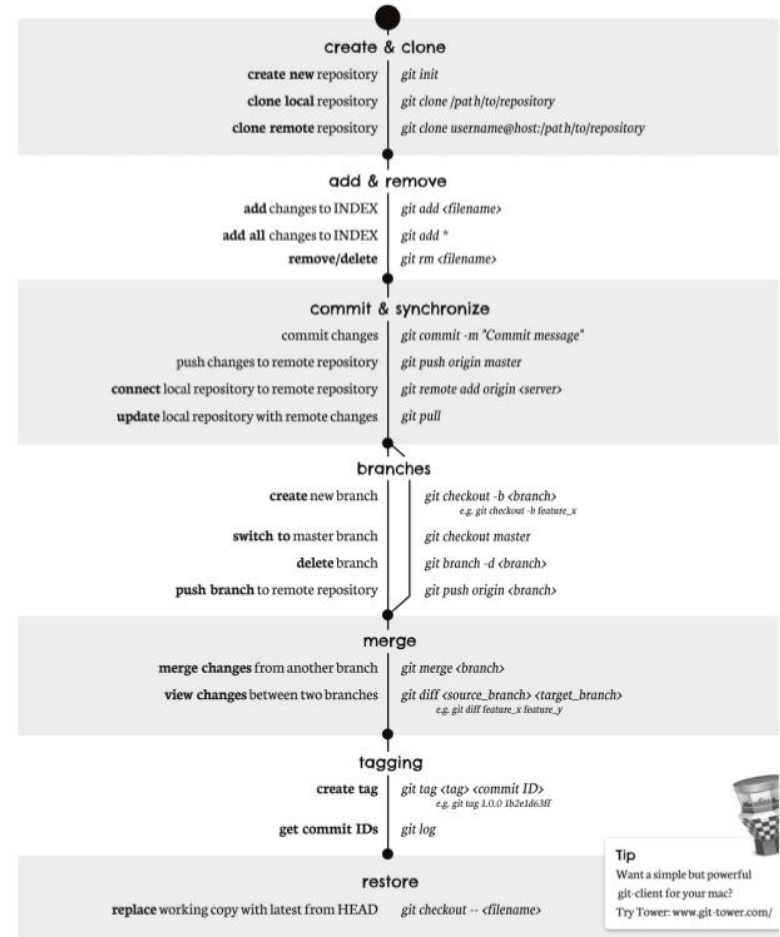 create & clone
create new repository git init
clone local repository git clone /path/to/repository
clone remote repository git clone username@host:/path/to/repository
add & remove
add changes to INDEX git add <filename>
add all changes to INDEX git add *
remove/delete git rm <filename>
commit & synchronize
commit changes git commit -m "Commit message"
push changes to remote repository git push origin master
connect local repository to remote repository git remote add origin <server>
update local repository with remote changes git pull
branches
create new branch git checkout -b <branch>
e.g. git checkout -b feature_x
switch to master branch git checkout master
delete branch git branch -d <branch>
push branch to remote repository git push origin <branch>
merge
merge changes from another branch git merge <branch>
view changes between two branches git diff <source_branch> <target_branch>
e.g. git diff feature_x feature_y
tagging
create tag git tag <tag> <commit ID>
e.g. git tag 1.0.0 1b2e1d63ff
get commit IDs git log
restore
replace working copy with latest from HEAD git checkout -- <filename>
Tip
Want a simple but powerful
git-client for your mac?
Try Tower: www.git-tower.com/